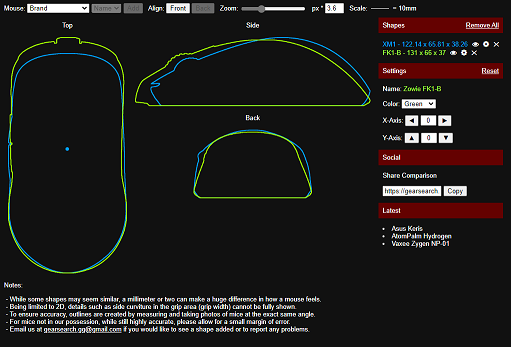 Mouse: Brand Name Add Align: Front Back Zoom: px * 3.6 Scale: = 10mm
Top
Side
Back
Shapes Remove All
XM1 - 122.14 x 65.81 x 38.26
FK1-B - 131 x 66 x 37
Settings Reset
Name: Zowie FK1-B
Color: Green
X-Axis: ◄ 0 ►
Y-Axis: ▲ 0 ▼
Social
Share Comparison
https://gearsearch. Copy
Latest
• Asus Keris
• AtomPalm Hydrogen
• Vaxee Zygen NP-01
Notes:
- While some shapes may seem similar, a millimeter or two can make a huge difference in how a mouse feels.
- Being limited to 2D, details such as side curviture in the grip area (grip width) cannot be fully shown.
- To ensure accuracy, outlines are created by measuring and taking photos of mice at the exact same angle.
- For mice not in our possession, while still highly accurate, please allow for a small margin of error.
- Email us at gearsearch.gg@gmail.com if you would like to see a shape added or to report any problems.